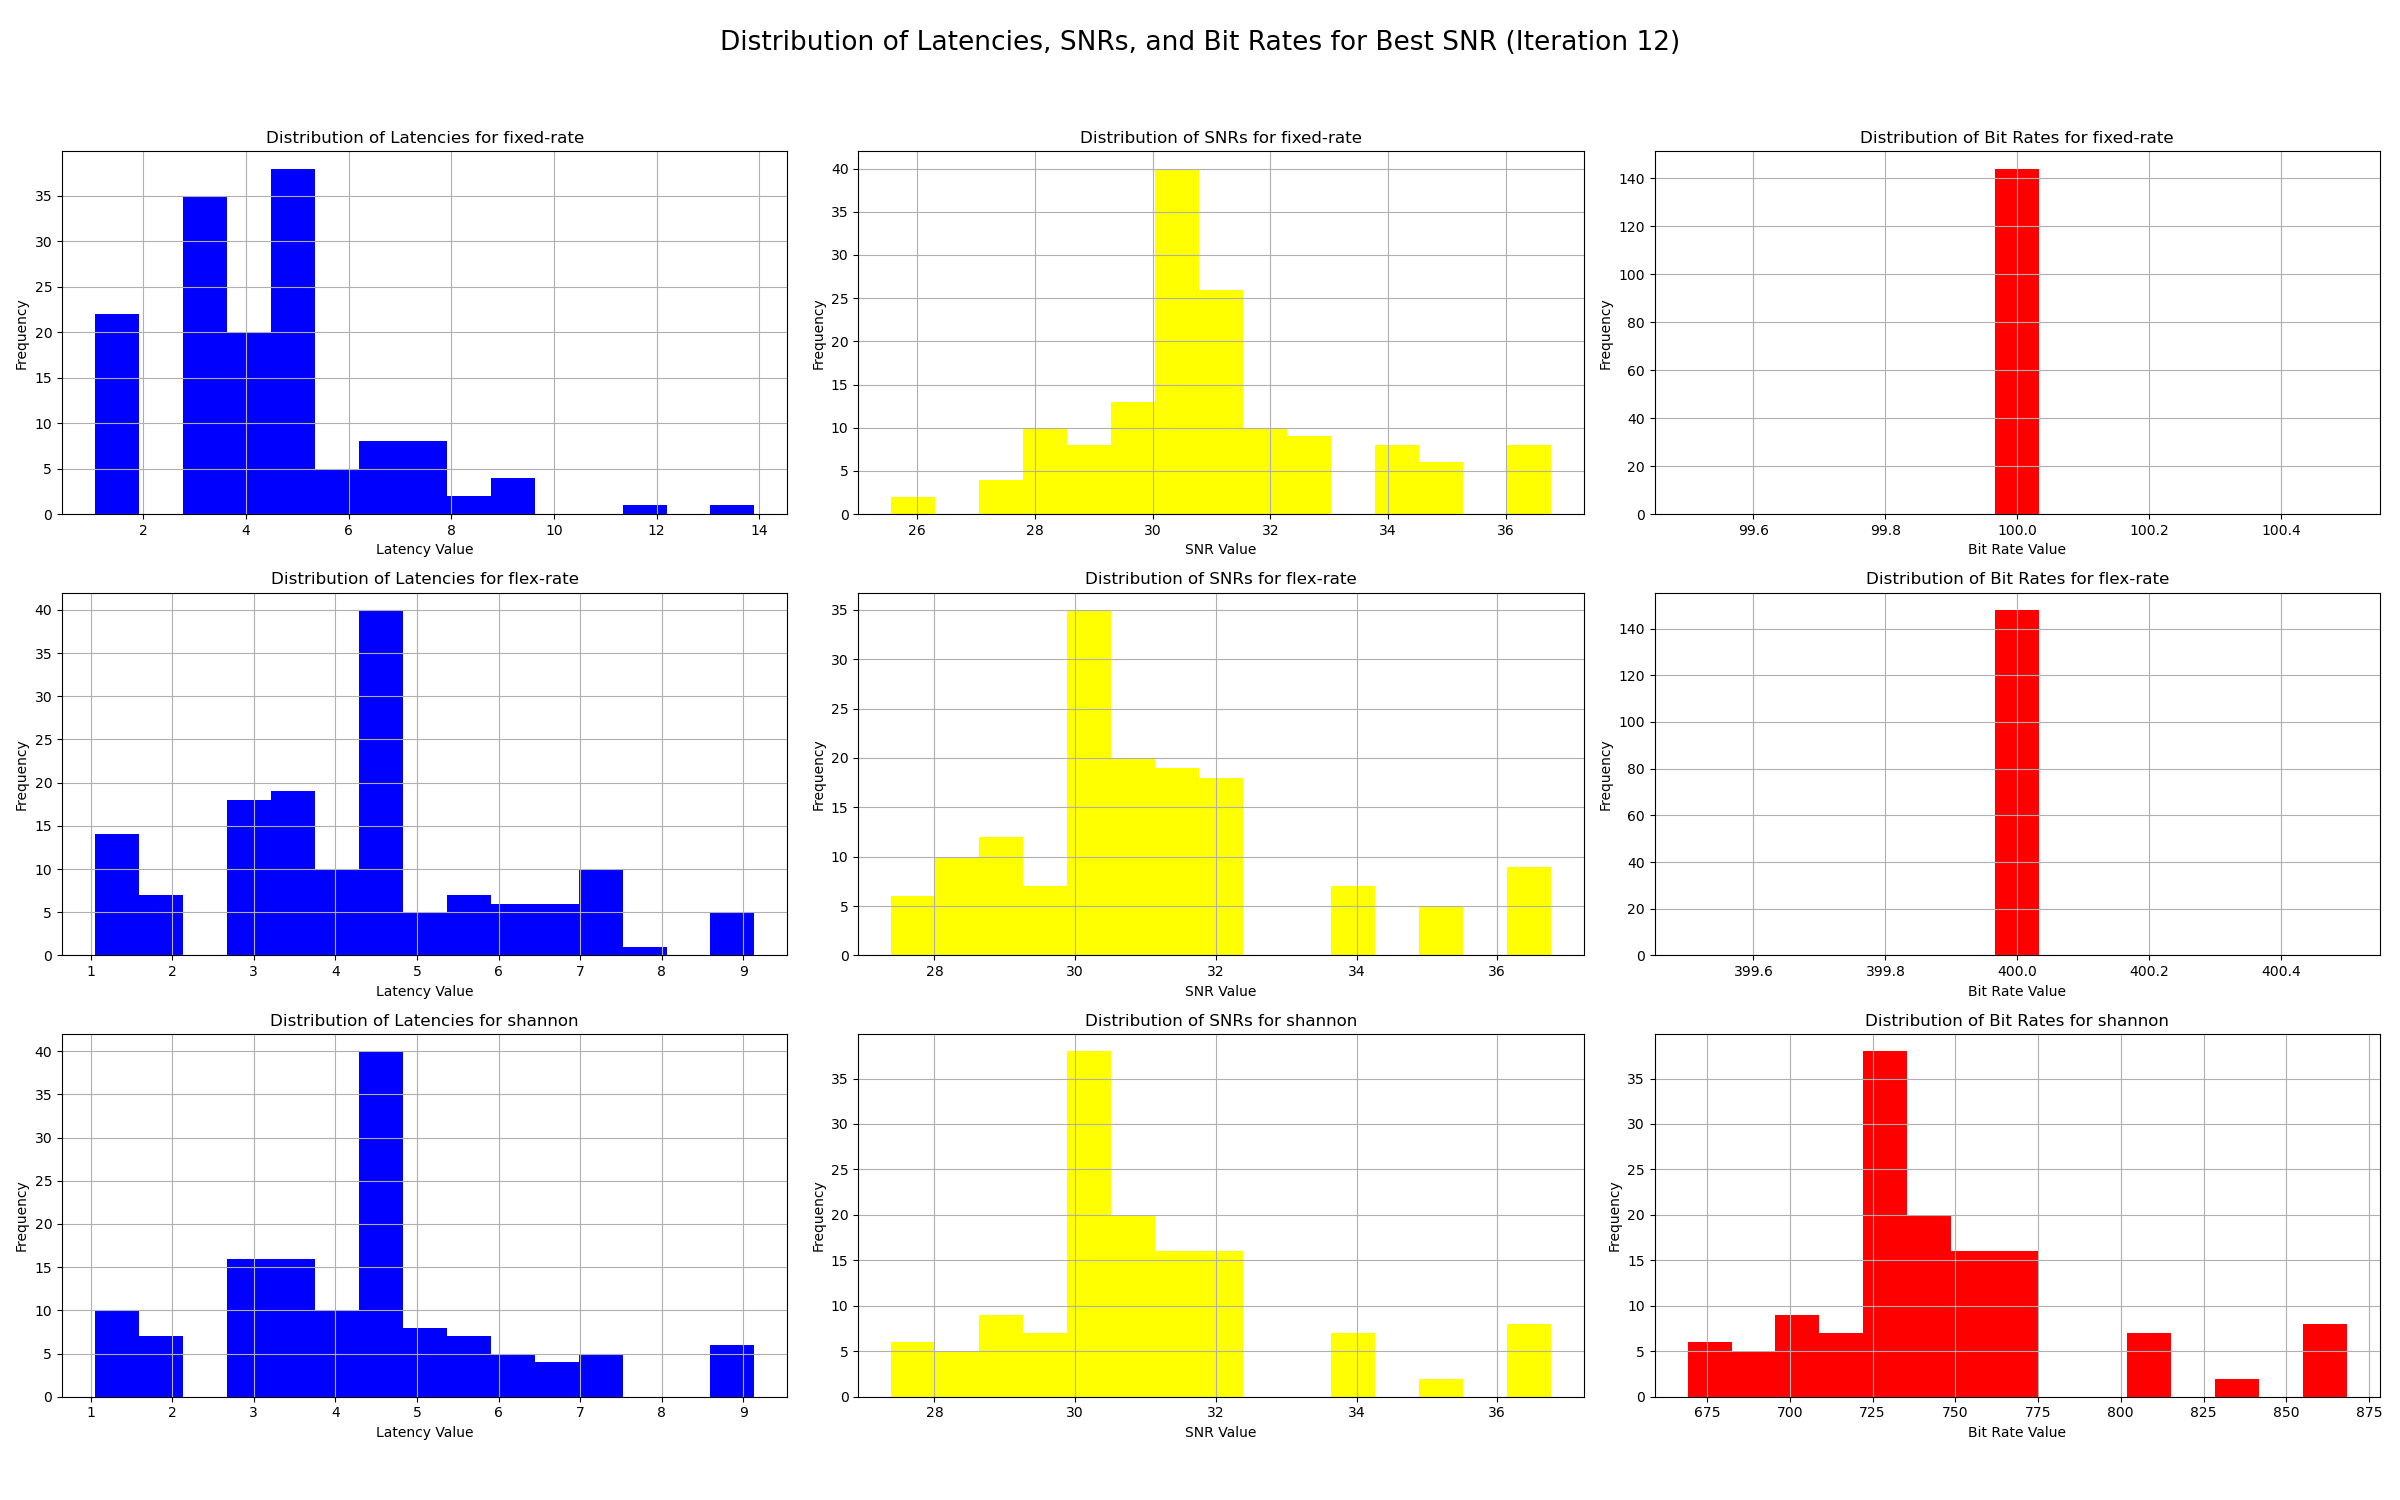 Distribution of Latencies, SNRs, and Bit Rates for Best SNR (Iteration 12)
Distribution of Latencies for fixed-rate
Frequency
35
30
25
20
15
10
5
0
2 4 6 8 10 12 14
Latency Value
Distribution of SNRs for fixed-rate
Frequency
40
35
30
25
20
15
10
5
0
26 28 30 32 34 36
SNR Value
Distribution of Bit Rates for fixed-rate
Frequency
140
120
100
80
60
40
20
0
99.6 99.8 100.0 100.2 100.4
Bit Rate Value
Distribution of Latencies for flex-rate
Frequency
40
35
30
25
20
15
10
5
0
1 2 3 4 5 6 7 8 9
Latency Value
Distribution of SNRs for flex-rate
Frequency
35
30
25
20
15
10
5
0
28 30 32 34 36
SNR Value
Distribution of Bit Rates for flex-rate
Frequency
140
120
100
80
60
40
20
0
399.6 399.8 400.0 400.2 400.4
Bit Rate Value
Distribution of Latencies for shannon
Frequency
40
35
30
25
20
15
10
5
0
1 2 3 4 5 6 7 8 9
Latency Value
Distribution of SNRs for shannon
Frequency
35
30
25
20
15
10
5
0
28 30 32 34 36
SNR Value
Distribution of Bit Rates for shannon
Frequency
35
30
25
20
15
10
5
0
675 700 725 750 775 800 825 850 875
Bit Rate Value